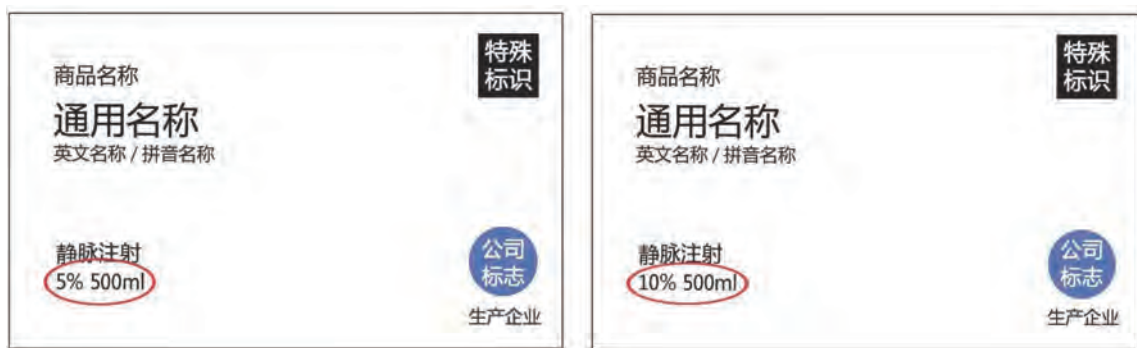 商品名称
通用名称
英文名称 / 拼音名称
特殊
标识
静脉注射
5% 500ml
公司
标志
生产企业
商品名称
通用名称
英文名称 / 拼音名称
特殊
标识
静脉注射
10% 500ml
公司
标志
生产企业